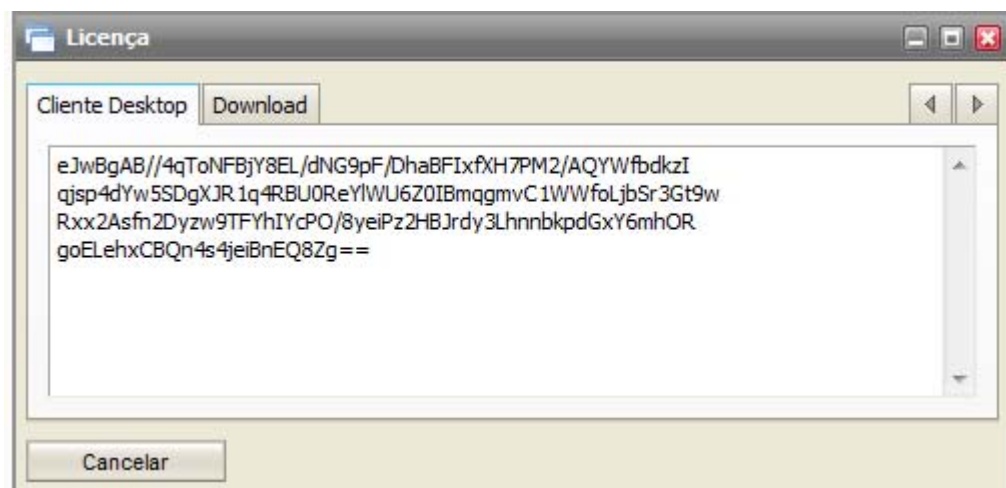 Licença
Cliente Desktop Download
eJwBgAB//4qToNFBjY8EL/dNG9pF/DhaBFIxfXH7PM2/AQYWfbdkzI
qjsp4dYw5SDgXJR1q4RBU0ReYlWU6Z0IBmqgmvC1WWfoLjbSr3Gt9w
Rxx2Asfn2Dyzw9TFYhIYcPO/8yeiPz2HBJrdy3LhnnbkpdGxY6mhOR
goELehxCBQn4s4jeiBnEQ8Zg==
Cancelar